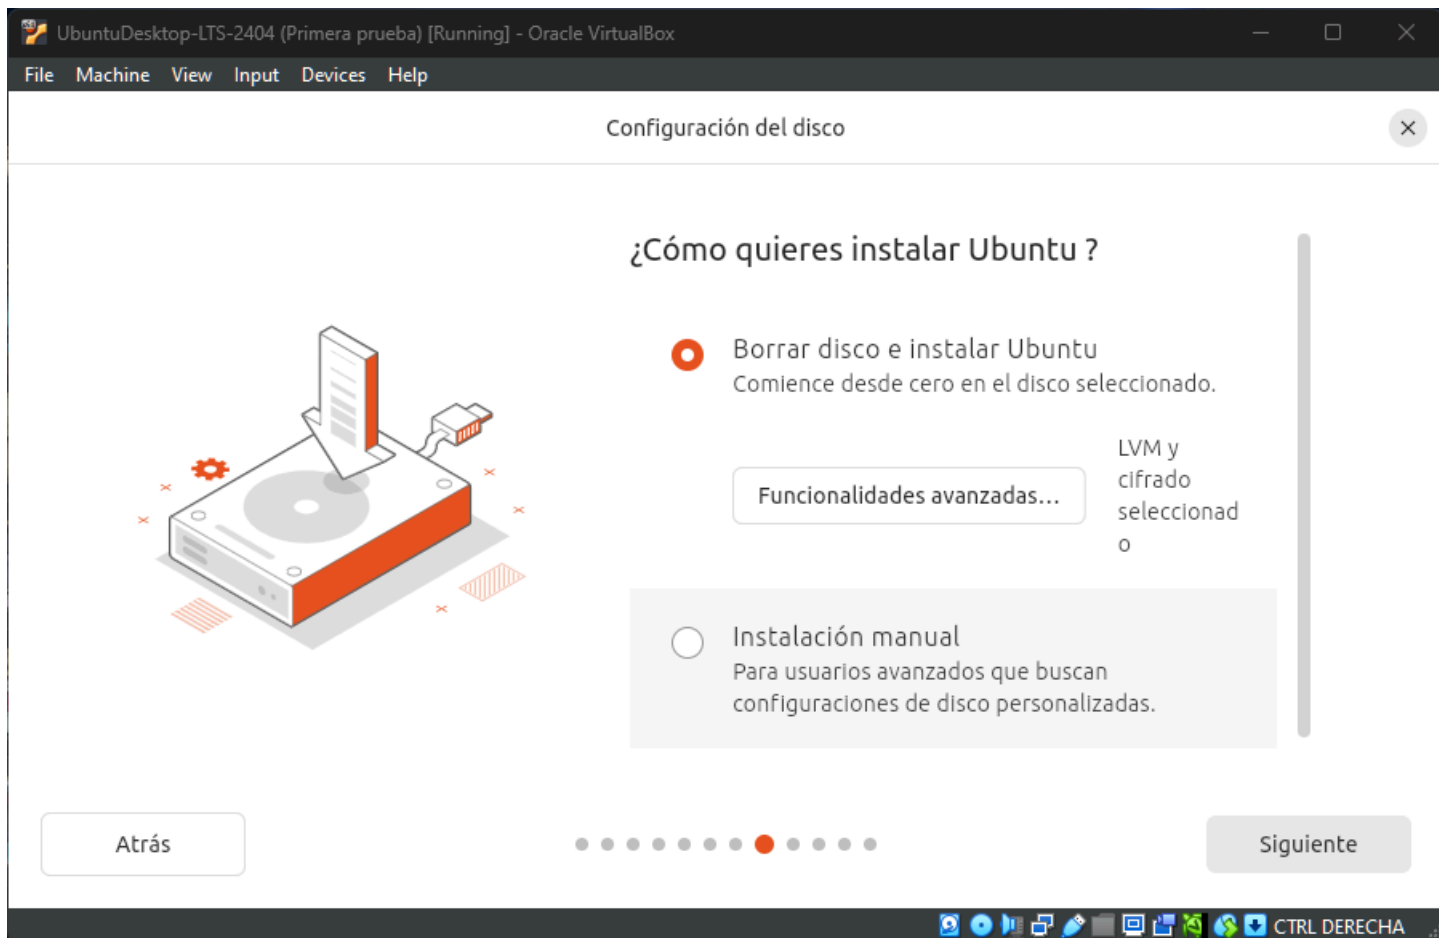 UbuntuDesktop-LTS-2404 (Primera prueba) [Running] - Oracle VirtualBox
File Machine View Input Devices Help
Configuración del disco
¿Cómo quieres instalar Ubuntu ?
Borrar disco e instalar Ubuntu
Comience desde cero en el disco seleccionado.
Funcionalidades avanzadas...
LVM y
cifrado
seleccionad
o
Instalación manual
Para usuarios avanzados que buscan
configuraciones de disco personalizadas.
Atrás
Siguiente
CTRL DERECHA